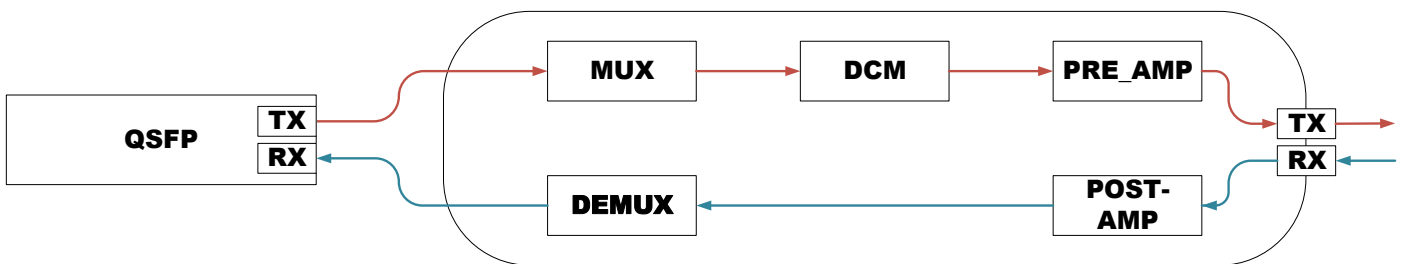 QSFP
TX
RX
MUX
DCM
PRE_AMP
TX
RX
DEMUX
POST-
AMP